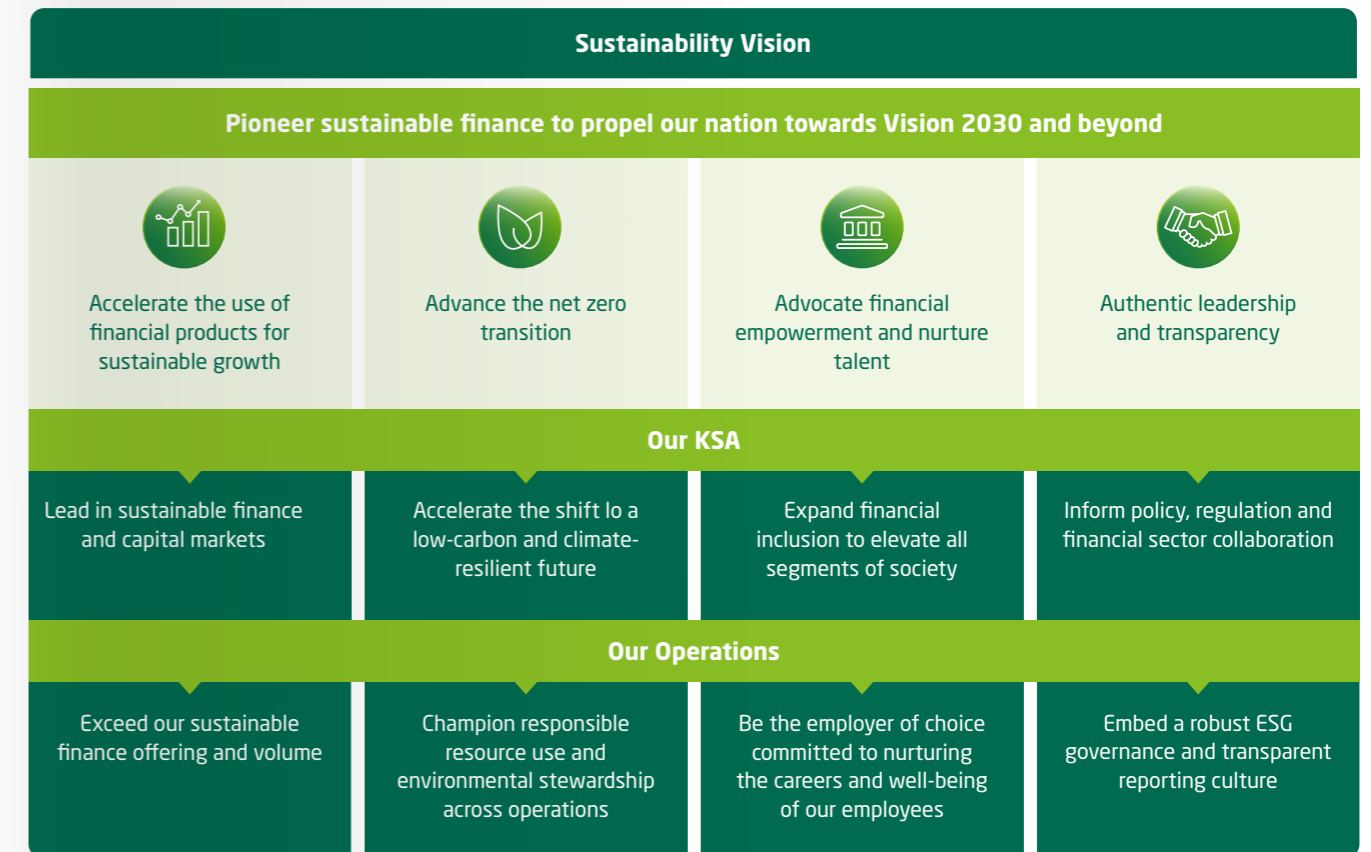 Sustainability Vision
Pioneer sustainable finance to propel our nation towards Vision 2030 and beyond
Accelerate the use of
financial products for
sustainable growth
Advance the net zero
transition
Advocate financial
empowerment and nurture
talent
Authentic leadership
and transparency
Our KSA
Lead in sustainable finance
and capital markets
Accelerate the shift lo a
low-carbon and climate-
resilient future
Expand financial
inclusion to elevate all
segments of society
Inform policy, regulation and
financial sector collaboration
Our Operations
Exceed our sustainable
finance offering and volume
Champion responsible
resource use and
environmental stewardship
across operations
Be the employer of choice
committed to nurturing
the careers and well-being
of our employees
Embed a robust ESG
governance and transparent
reporting culture